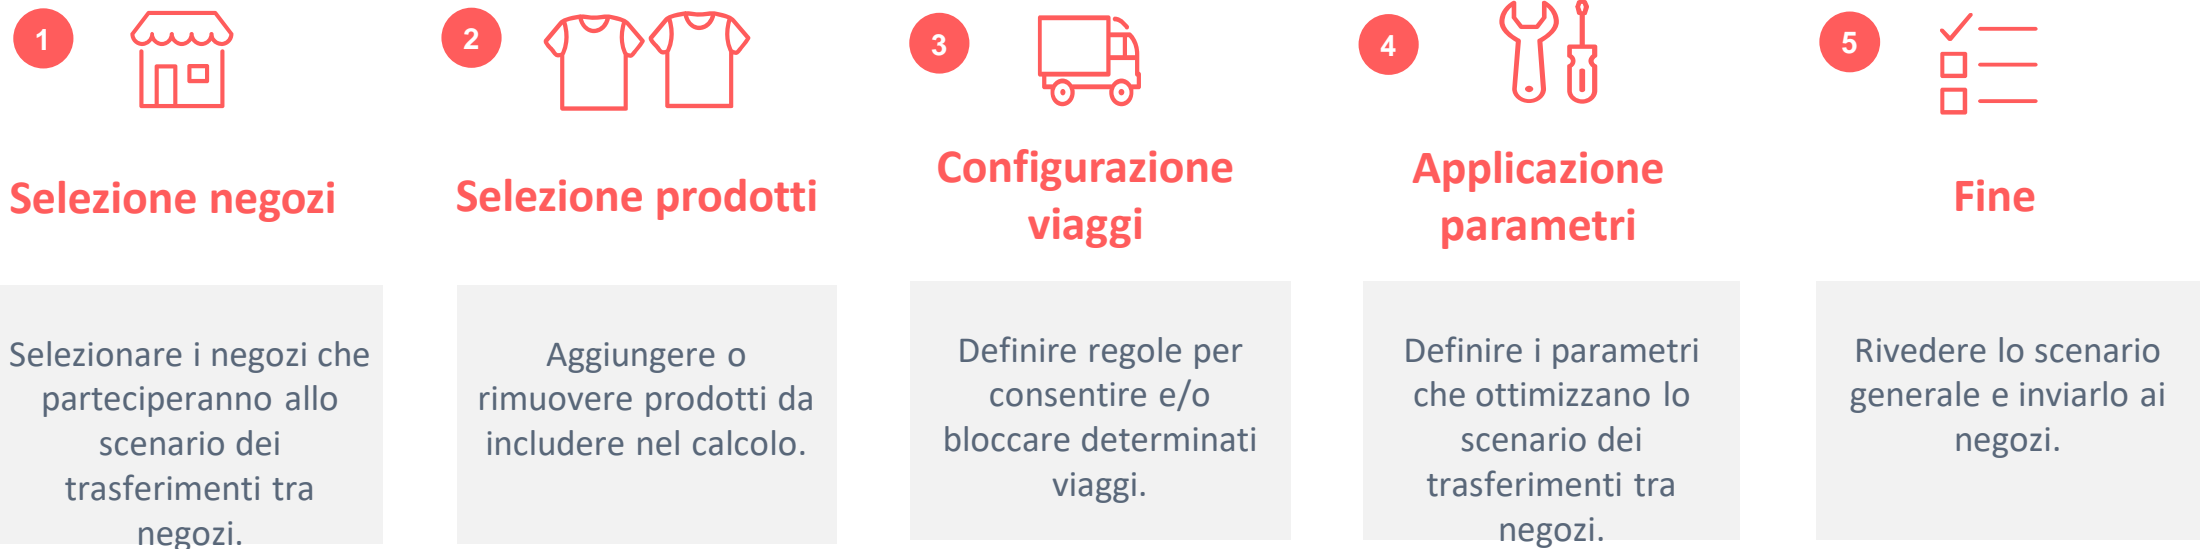 1
Selezione negozi
Selezionare i negozi che
parteciperanno allo
scenario dei
trasferimenti tra
negozi.
2
Selezione prodotti
Aggiungere o
rimuovere prodotti da
includere nel calcolo.
3
Configurazione
viaggi
Definire regole per
consentire e/o
bloccare determinati
viaggi.
4
Applicazione
parametri
Definire i parametri
che ottimizzano lo
scenario dei
trasferimenti tra
negozi.
5
Fine
Rivedere lo scenario
generale e inviarlo ai
negozi.